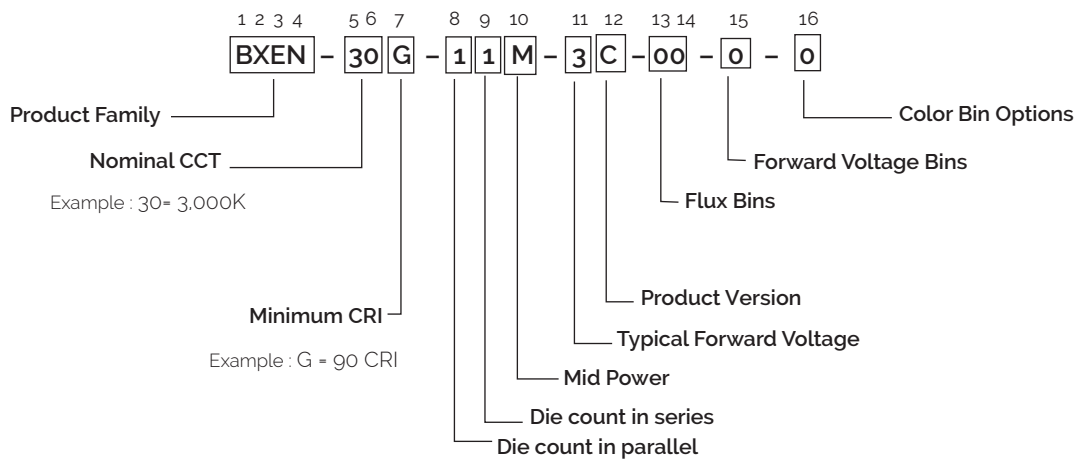 1 2 3 4 5 6 7 8 9 10 11 12 13 14 15 16
BXEN – 30 G – 1 1 M – 3 C – 00 – 0 – 0
Product Family
Color Bin Options
Nominal CCT
Forward Voltage Bins
Example : 30= 3,000K
Flux Bins
Product Version
Minimum CRI
Typical Forward Voltage
Example : G = 90 CRI
Mid Power
Die count in series
Die count in parallel